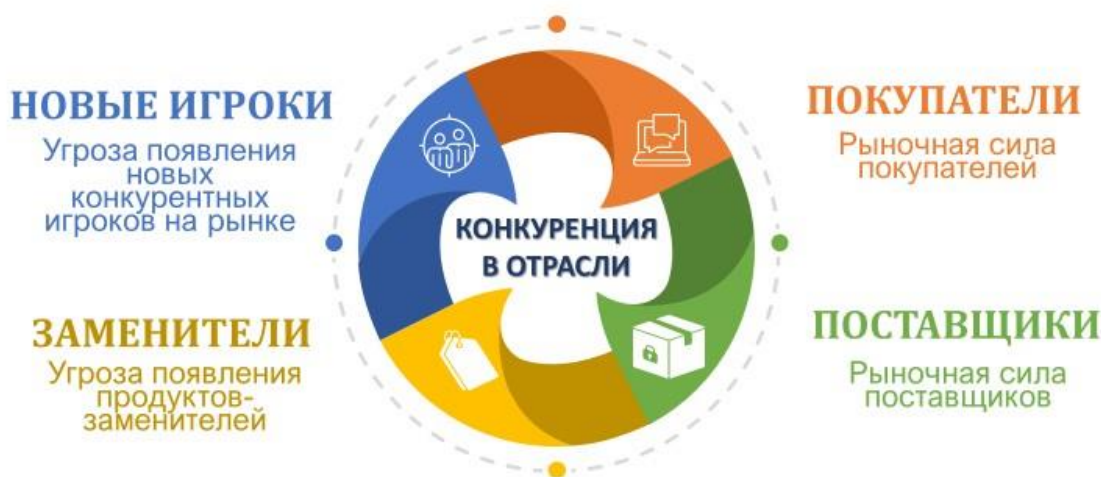 НОВЫЕ ИГРОКИ
Угроза появления
новых
конкурентных
игроков на рынке
ПОКУПАТЕЛИ
Рыночная сила
покупателей
КОНКУРЕНЦИЯ
В ОТРАСЛИ
ЗАМЕНИТЕЛИ
Угроза появления
продуктов-
заменителей
ПОСТАВЩИКИ
Рыночная сила
поставщиков